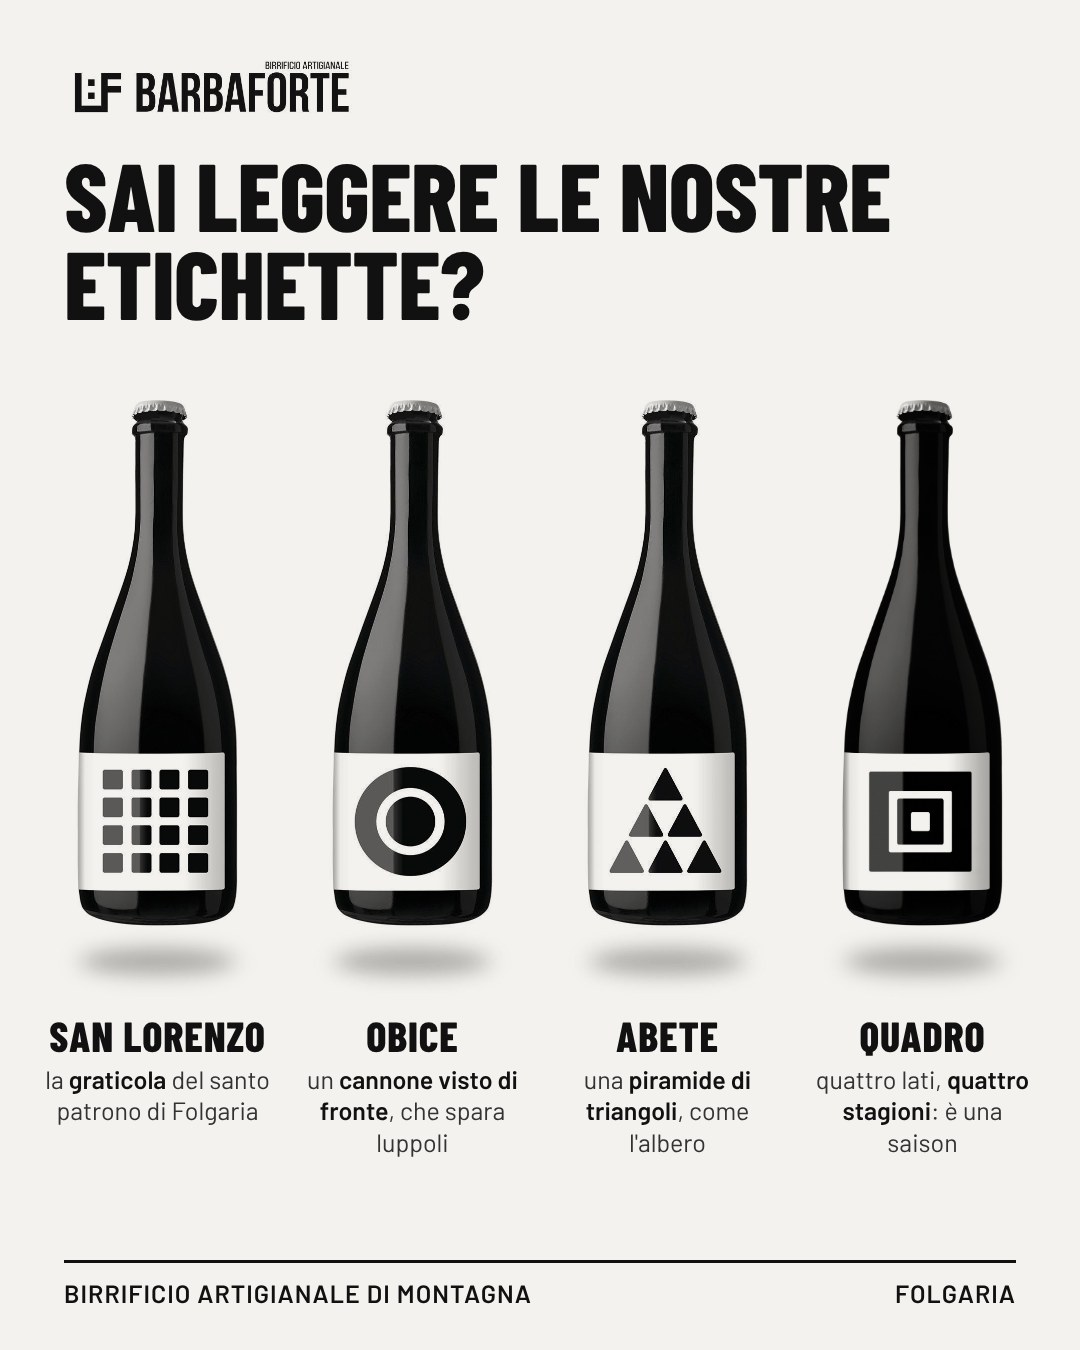 BIRRIFICIO ARTIGIANALE
BARBAFORTE
SAI LEGGERE LE NOSTRE
ETICHETTE?
SAN LORENZO
la graticola del santo
patrono di Folgaria
OBICE
un cannone visto di
fronte, che spara
luppoli
ABETE
una piramide di
triangoli, come
l'albero
QUADRO
quattro lati, quattro
stagioni: è una
saison
BIRRIFICIO ARTIGIANALE DI MONTAGNA
FOLGARIA